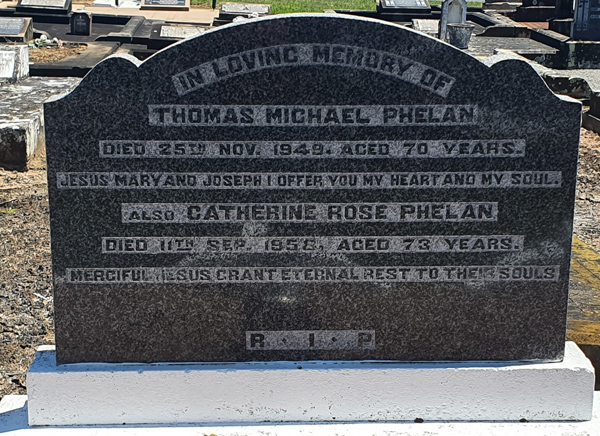 IN LOVING MEMORY OF
THOMAS MICHAEL PHELAN
DIED 25TH NOV. 1949. AGED 70 YEARS.
JESUS MARY AND JOSEPH I OFFER YOU MY HEART AND MY SOUL.
ALSO CATHERINE ROSE PHELAN
DIED 11TH SEP. 1958, AGED 73 YEARS.
MERCIFUL JESUS GRANT ETERNAL REST TO THEIR SOULS
R · I · P